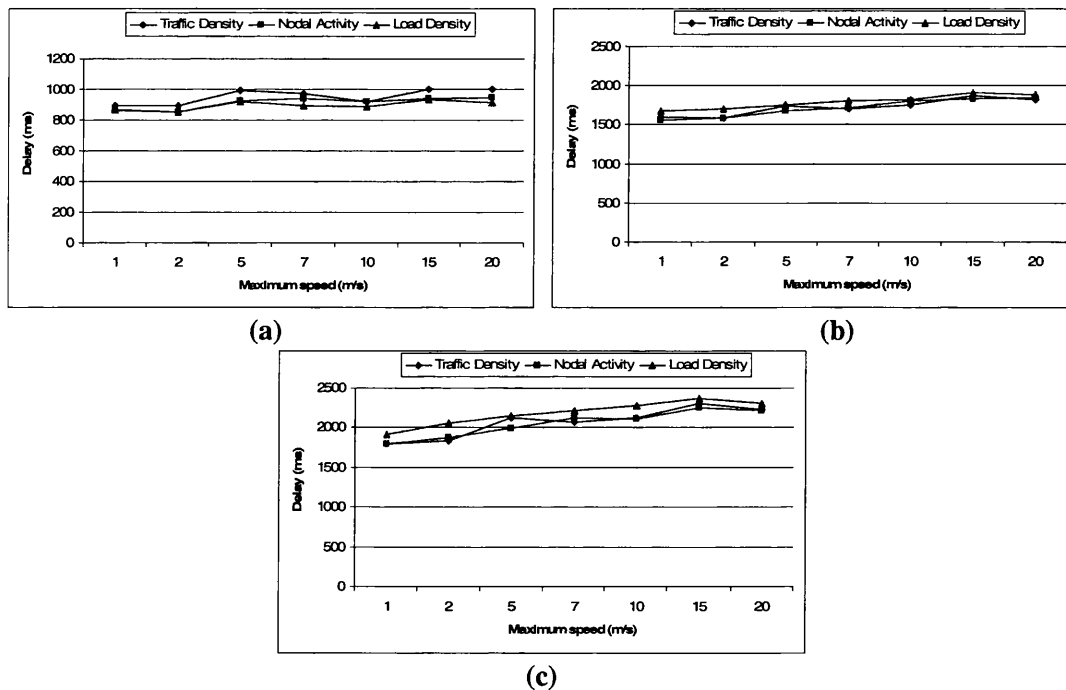 Traffic Density Nodal Activity Load Density
1200
1000
800
600
400
200
0
Delay (ms)
1 2 5 7 10 15 20
Maximum speed (m/s)
(a)
Traffic Density Nodal Activity Load Density
2500
2000
1500
1000
500
0
Delay (ms)
1 2 5 7 10 15 20
Maximum speed (m/s)
(b)
Traffic Density Nodal Activity Load Density
2500
2000
1500
1000
500
0
Delay (ms)
1 2 5 7 10 15 20
Maximum speed (m/s)
(c)